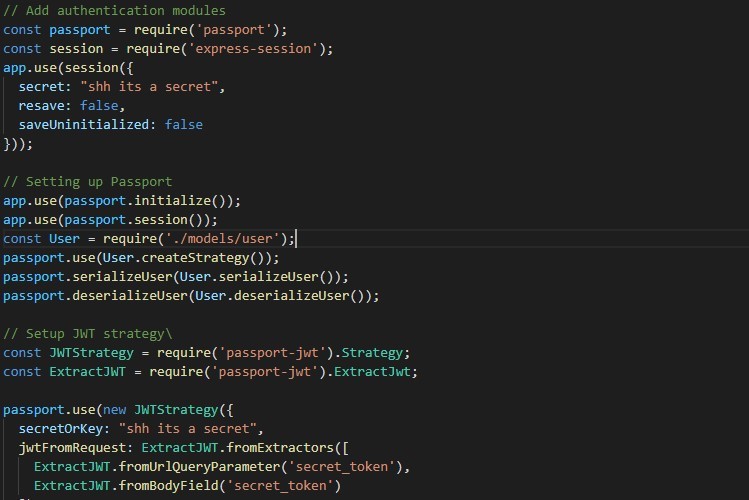 // Add authentication modules
const passport = require('passport');
const session = require('express-session');
app.use(session({
  secret: "shh its a secret",
  resave: false,
  saveUninitialized: false
}));

// Setting up Passport
app.use(passport.initialize());
app.use(passport.session());
const User = require('./models/user');
passport.use(User.createStrategy());
passport.serializeUser(User.serializeUser());
passport.deserializeUser(User.deserializeUser());

// Setup JWT strategy\
const JWTStrategy = require('passport-jwt').Strategy;
const ExtractJWT = require('passport-jwt').ExtractJwt;

passport.use(new JWTStrategy({
  secretOrKey: "shh its a secret",
  jwtFromRequest: ExtractJWT.fromExtractors([
    ExtractJWT.fromUrlQueryParameter('secret_token'),
    ExtractJWT.fromBodyField('secret_token')